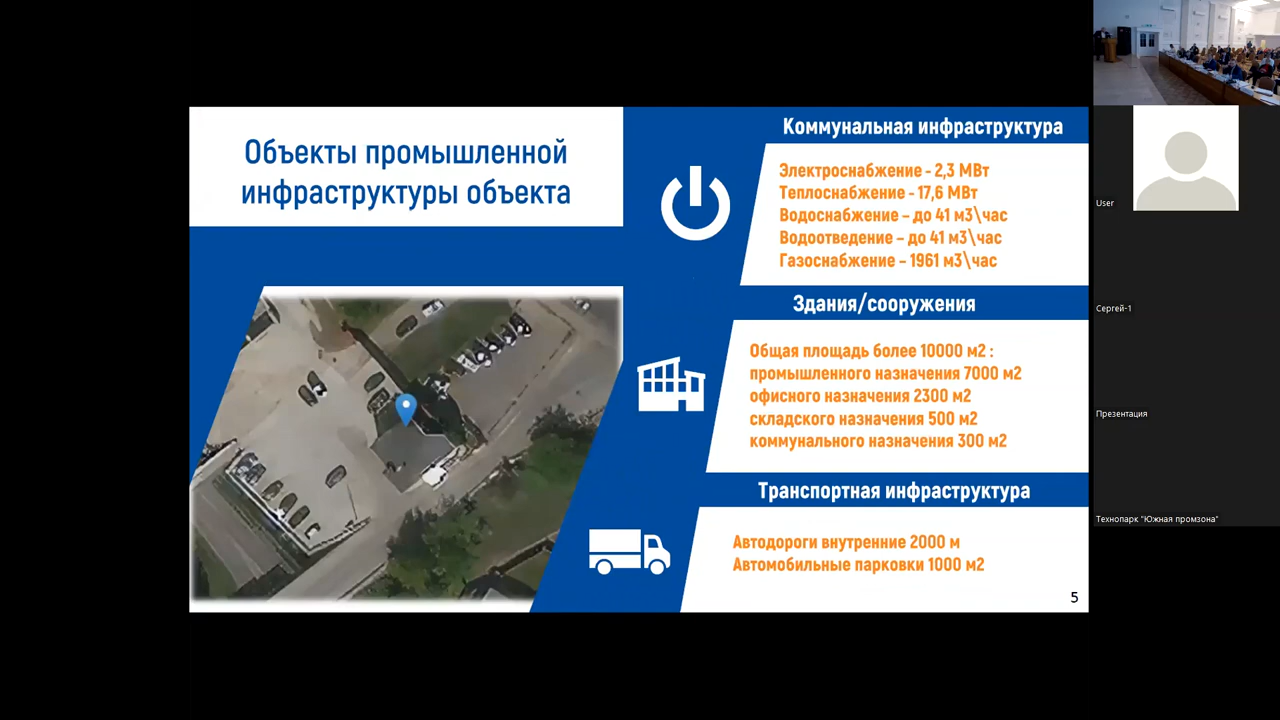 Объекты промышленной
инфраструктуры объекта
Коммунальная инфраструктура
Электроснабжение - 2,3 МВт
Теплоснабжение - 17,6 МВт
Водоснабжение – до 41 м3\час
Водоотведение – до 41 м3\час
Газоснабжение – 1961 м3\час
Здания/сооружения
Общая площадь более 10000 м2 :
промышленного назначения 7000 м2
офисного назначения 2300 м2
складского назначения 500 м2
коммунального назначения 300 м2
Транспортная инфраструктура
Автодороги внутренние 2000 м
Автомобильные парковки 1000 м2
5
User
Сергей-1
Презентация
Технопарк "Южная промзона"